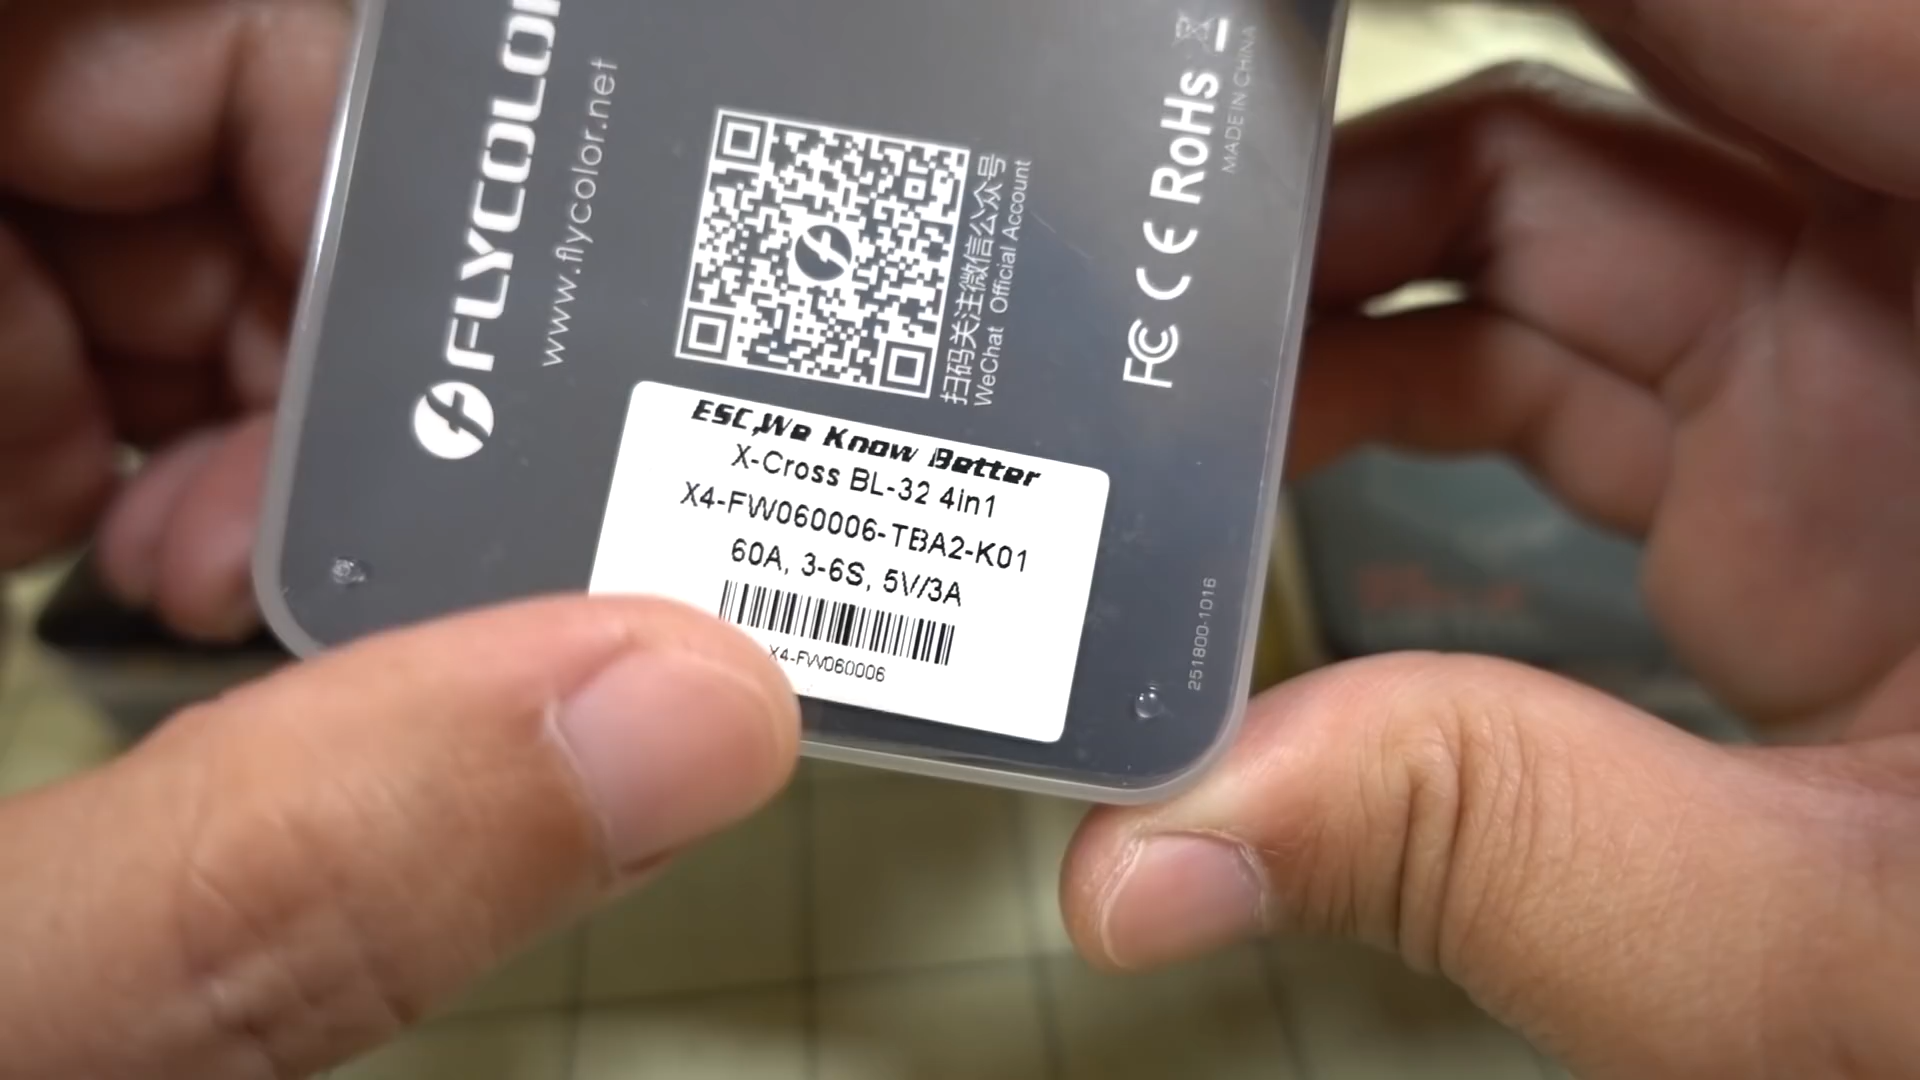 FLYCOLOR
www.flycolor.net
扫码关注微信公众号
WeChat Official Account
FC CE RoHs
MADE IN CHINA
ESC,We Know Better
X-Cross BL-32 4in1
X4-FW060006-TBA2-K01
60A, 3-6S, 5V/3A
X4-FW060006
251800-1016